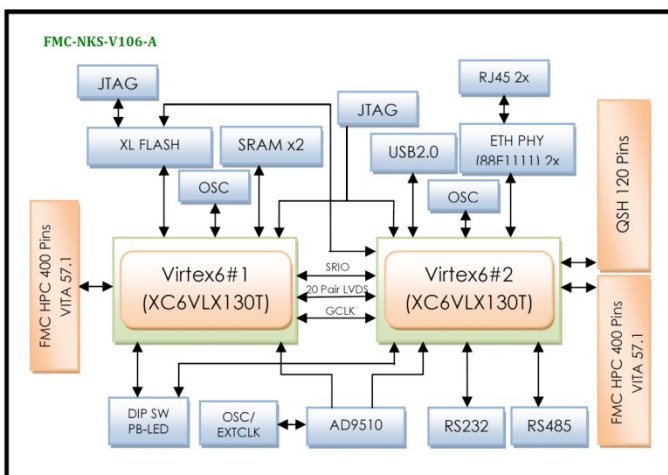 FMC-NKS-V106-A
JTAG
XL FLASH
SRAM x2
OSC
JTAG
USB2.0
RJ45 2x
ETH PHY
(88E1111) 2x
OSC
QSH 120 Pins
FMC HPC 400 Pins
VITA 57.1
Virtex6#1
(XC6VLX130T)
SRIO
20 Pair LVDS
GCLK
Virtex6#2
(XC6VLX130T)
FMC HPC 400 Pins
VITA 57.1
DIP SW
PB-LED
OSC/
EXTCLK
AD9510
RS232
RS485